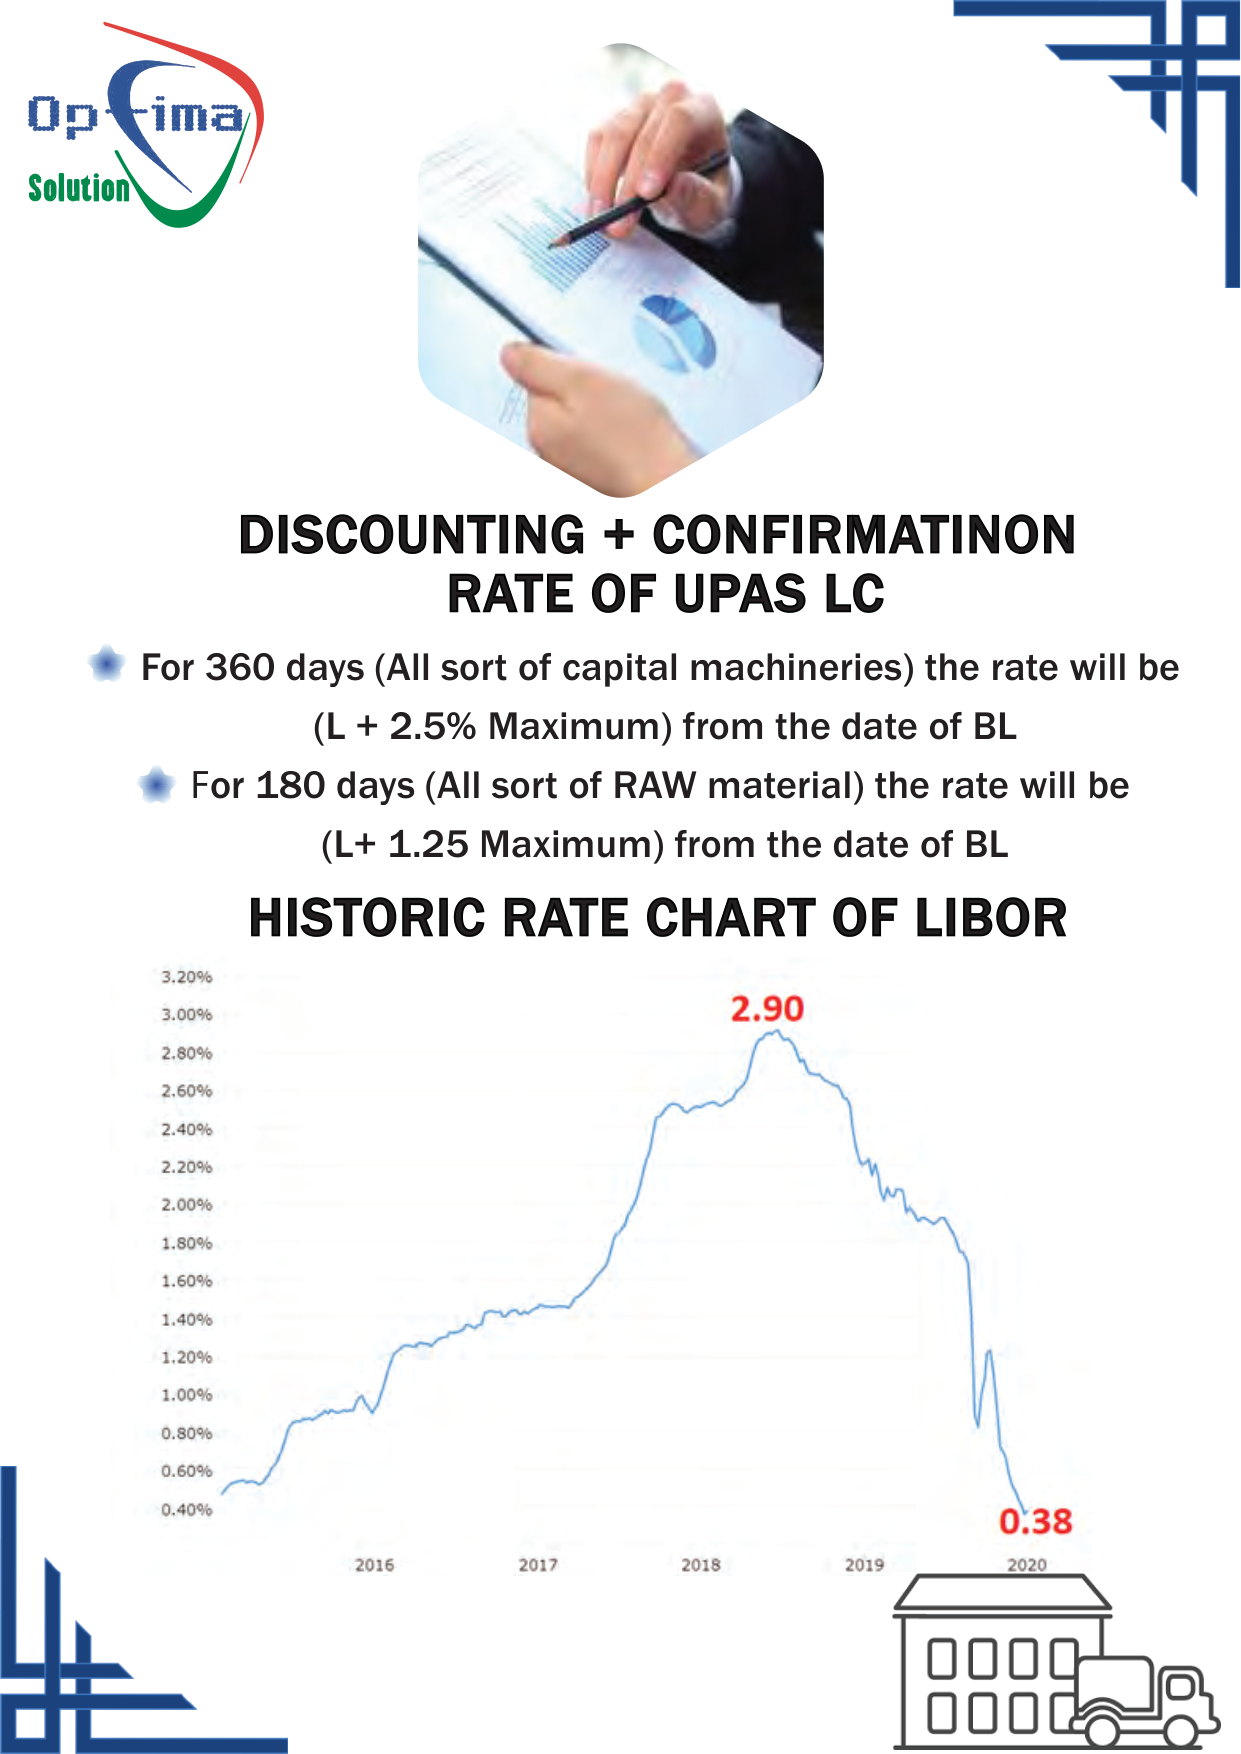 Optima
Solution
DISCOUNTING + CONFIRMATINON
RATE OF UPAS LC
For 360 days (All sort of capital machineries) the rate will be
(L + 2.5% Maximum) from the date of BL
For 180 days (All sort of RAW material) the rate will be
(L+ 1.25 Maximum) from the date of BL
HISTORIC RATE CHART OF LIBOR
3.20%
2.90
3.00%
2.80%
2.60%
2.40%
2.20%
2.00%
1.80%
1.60%
1.40%
1.20%
1.00%
0.80%
0.60%
0.40%
0.38
2016 2017 2018 2019 2020